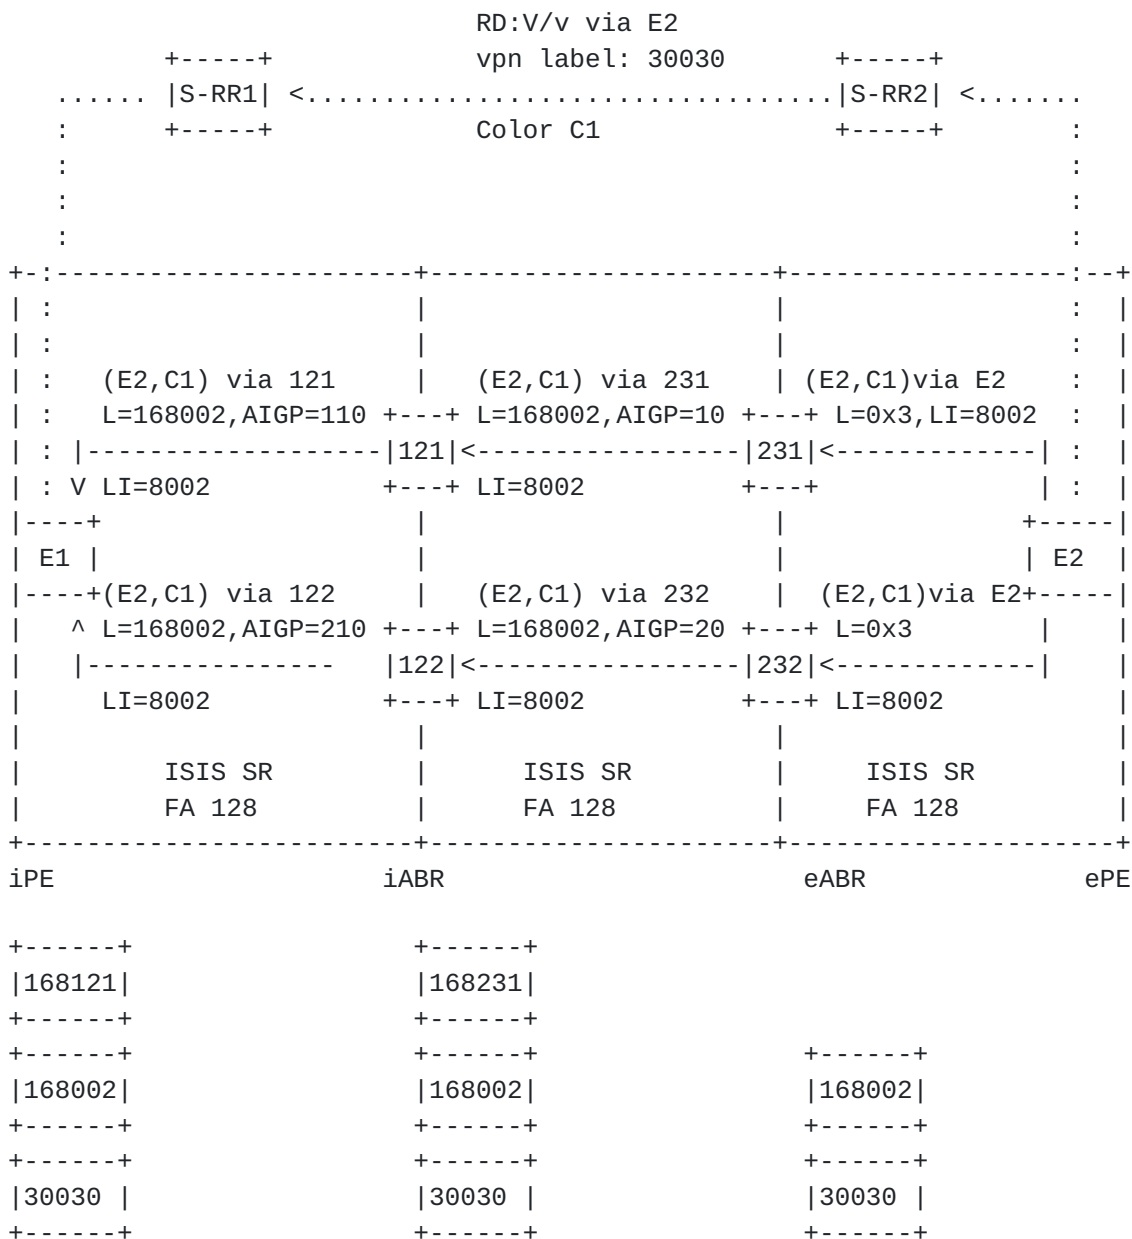 RD:V/v via E2
          +-----+             vpn label: 30030       +-----+
   ...... |S-RR1| <..................................|S-RR2| <.......
   :      +-----+             Color C1               +-----+        :
   :                                                                :
   :                                                                :
   :                                                                :
+-:-----------------------+----------------------+------------------:--+
| :                       |                      |                  :  |
| :                       |                      |                  :  |
| :   (E2,C1) via 121     |   (E2,C1) via 231    | (E2,C1)via E2    :  |
| :   L=168002,AIGP=110 +---+ L=168002,AIGP=10 +---+ L=0x3,LI=8002  :  |
| : |-------------------|121|<-----------------|231|<-------------| :  |
| : V LI=8002           +---+ LI=8002          +---+              | :  |
|----+                    |                      |               +-----|
| E1 |                    |                      |               | E2  |
|----+(E2,C1) via 122     |   (E2,C1) via 232    |  (E2,C1)via E2+-----|
|   ^ L=168002,AIGP=210 +---+ L=168002,AIGP=20 +---+ L=0x3        |    |
|   |----------------   |122|<-----------------|232|<-------------|    |
|     LI=8002           +---+ LI=8002          +---+ LI=8002           |
|                         |                      |                     |
|         ISIS SR         |      ISIS SR         |     ISIS SR         |
|         FA 128          |      FA 128          |     FA 128          |
+-------------------------+----------------------+---------------------+
iPE                     iABR                       eABR              ePE

+------+                  +------+
|168121|                  |168231|
+------+                  +------+
+------+                  +------+                 +------+
|168002|                  |168002|                 |168002|
+------+                  +------+                 +------+
+------+                  +------+                 +------+
|30030 |                  |30030 |                 |30030 |
+------+                  +------+                 +------+